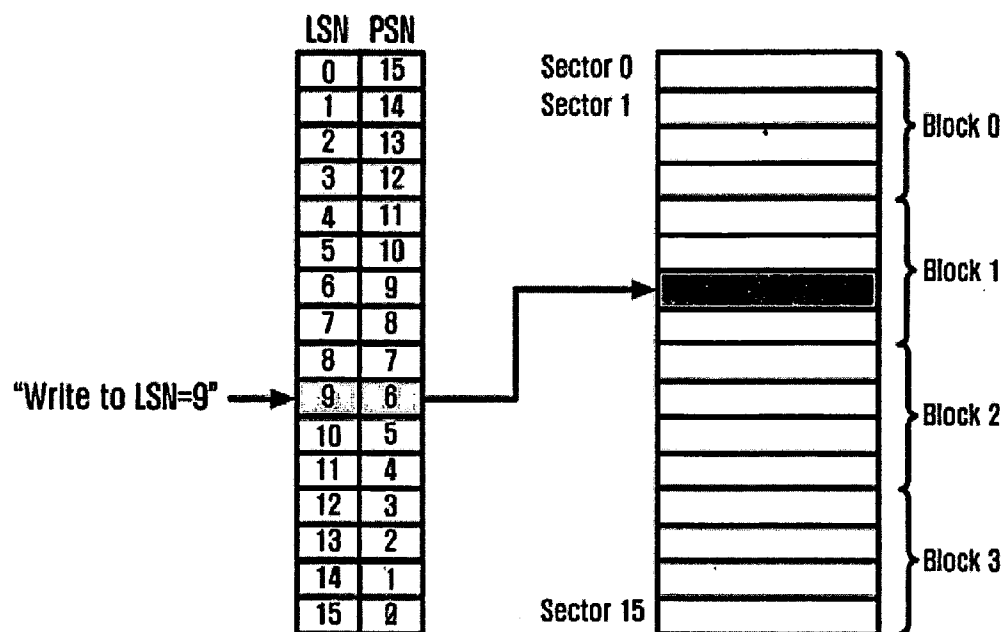 LSN PSN
0 15
Sector 0
1 14
Sector 1
2 13
Block 0
3 12
4 11
5 10
6 9
Block 1
7 8
8 7
"Write to LSN=9"
9 6
10 5
Block 2
11 4
12 3
13 2
14 1
Block 3
15 0
Sector 15